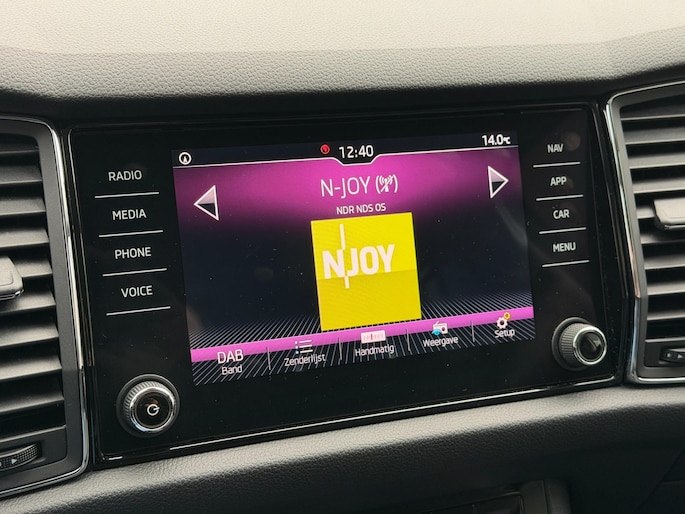 12:40
14.0°C
RADIO
MEDIA
PHONE
VOICE
N-JOY
NDR NDS OS
N JOY
NAV
APP
CAR
MENU
DAB
Band
Zenderlijst
Handmatig
Weergave
Setup